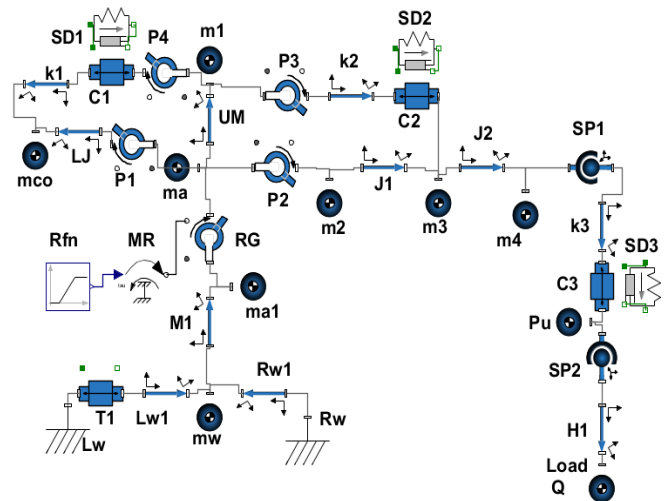 m1
SD1
P4
P3
SD2
k2
k1
C1
UM
C2
J2
SP1
LJ
mco
P1
ma
P2
m2
J1
m3
m4
k3
SD3
Rfn
MR
RG
C3
tau
ma1
Pu
M1
SP2
Rw1
T1
Lw1
Lw
mw
Rw
H1
Load
Q